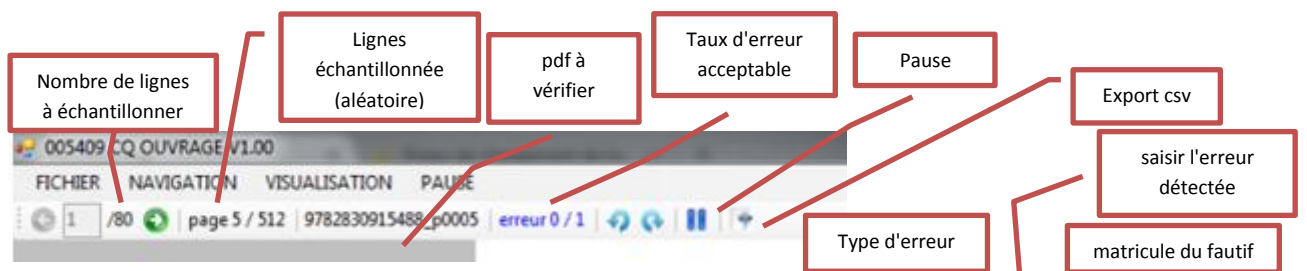 Lignes
échantillonnée
(aléatoire)
Taux d'erreur
acceptable
pdf à
vérifier
Pause
Nombre de lignes
à échantillonner
Export csv
saisir l'erreur
détectée
Type d'erreur
matricule du fautif
005409 CQ OUVRAGE V1.00
FICHIER NAVIGATION VISUALISATION PAUSE
1 /80 page 5 / 512 9782830915488_p0005 erreur 0 / 1